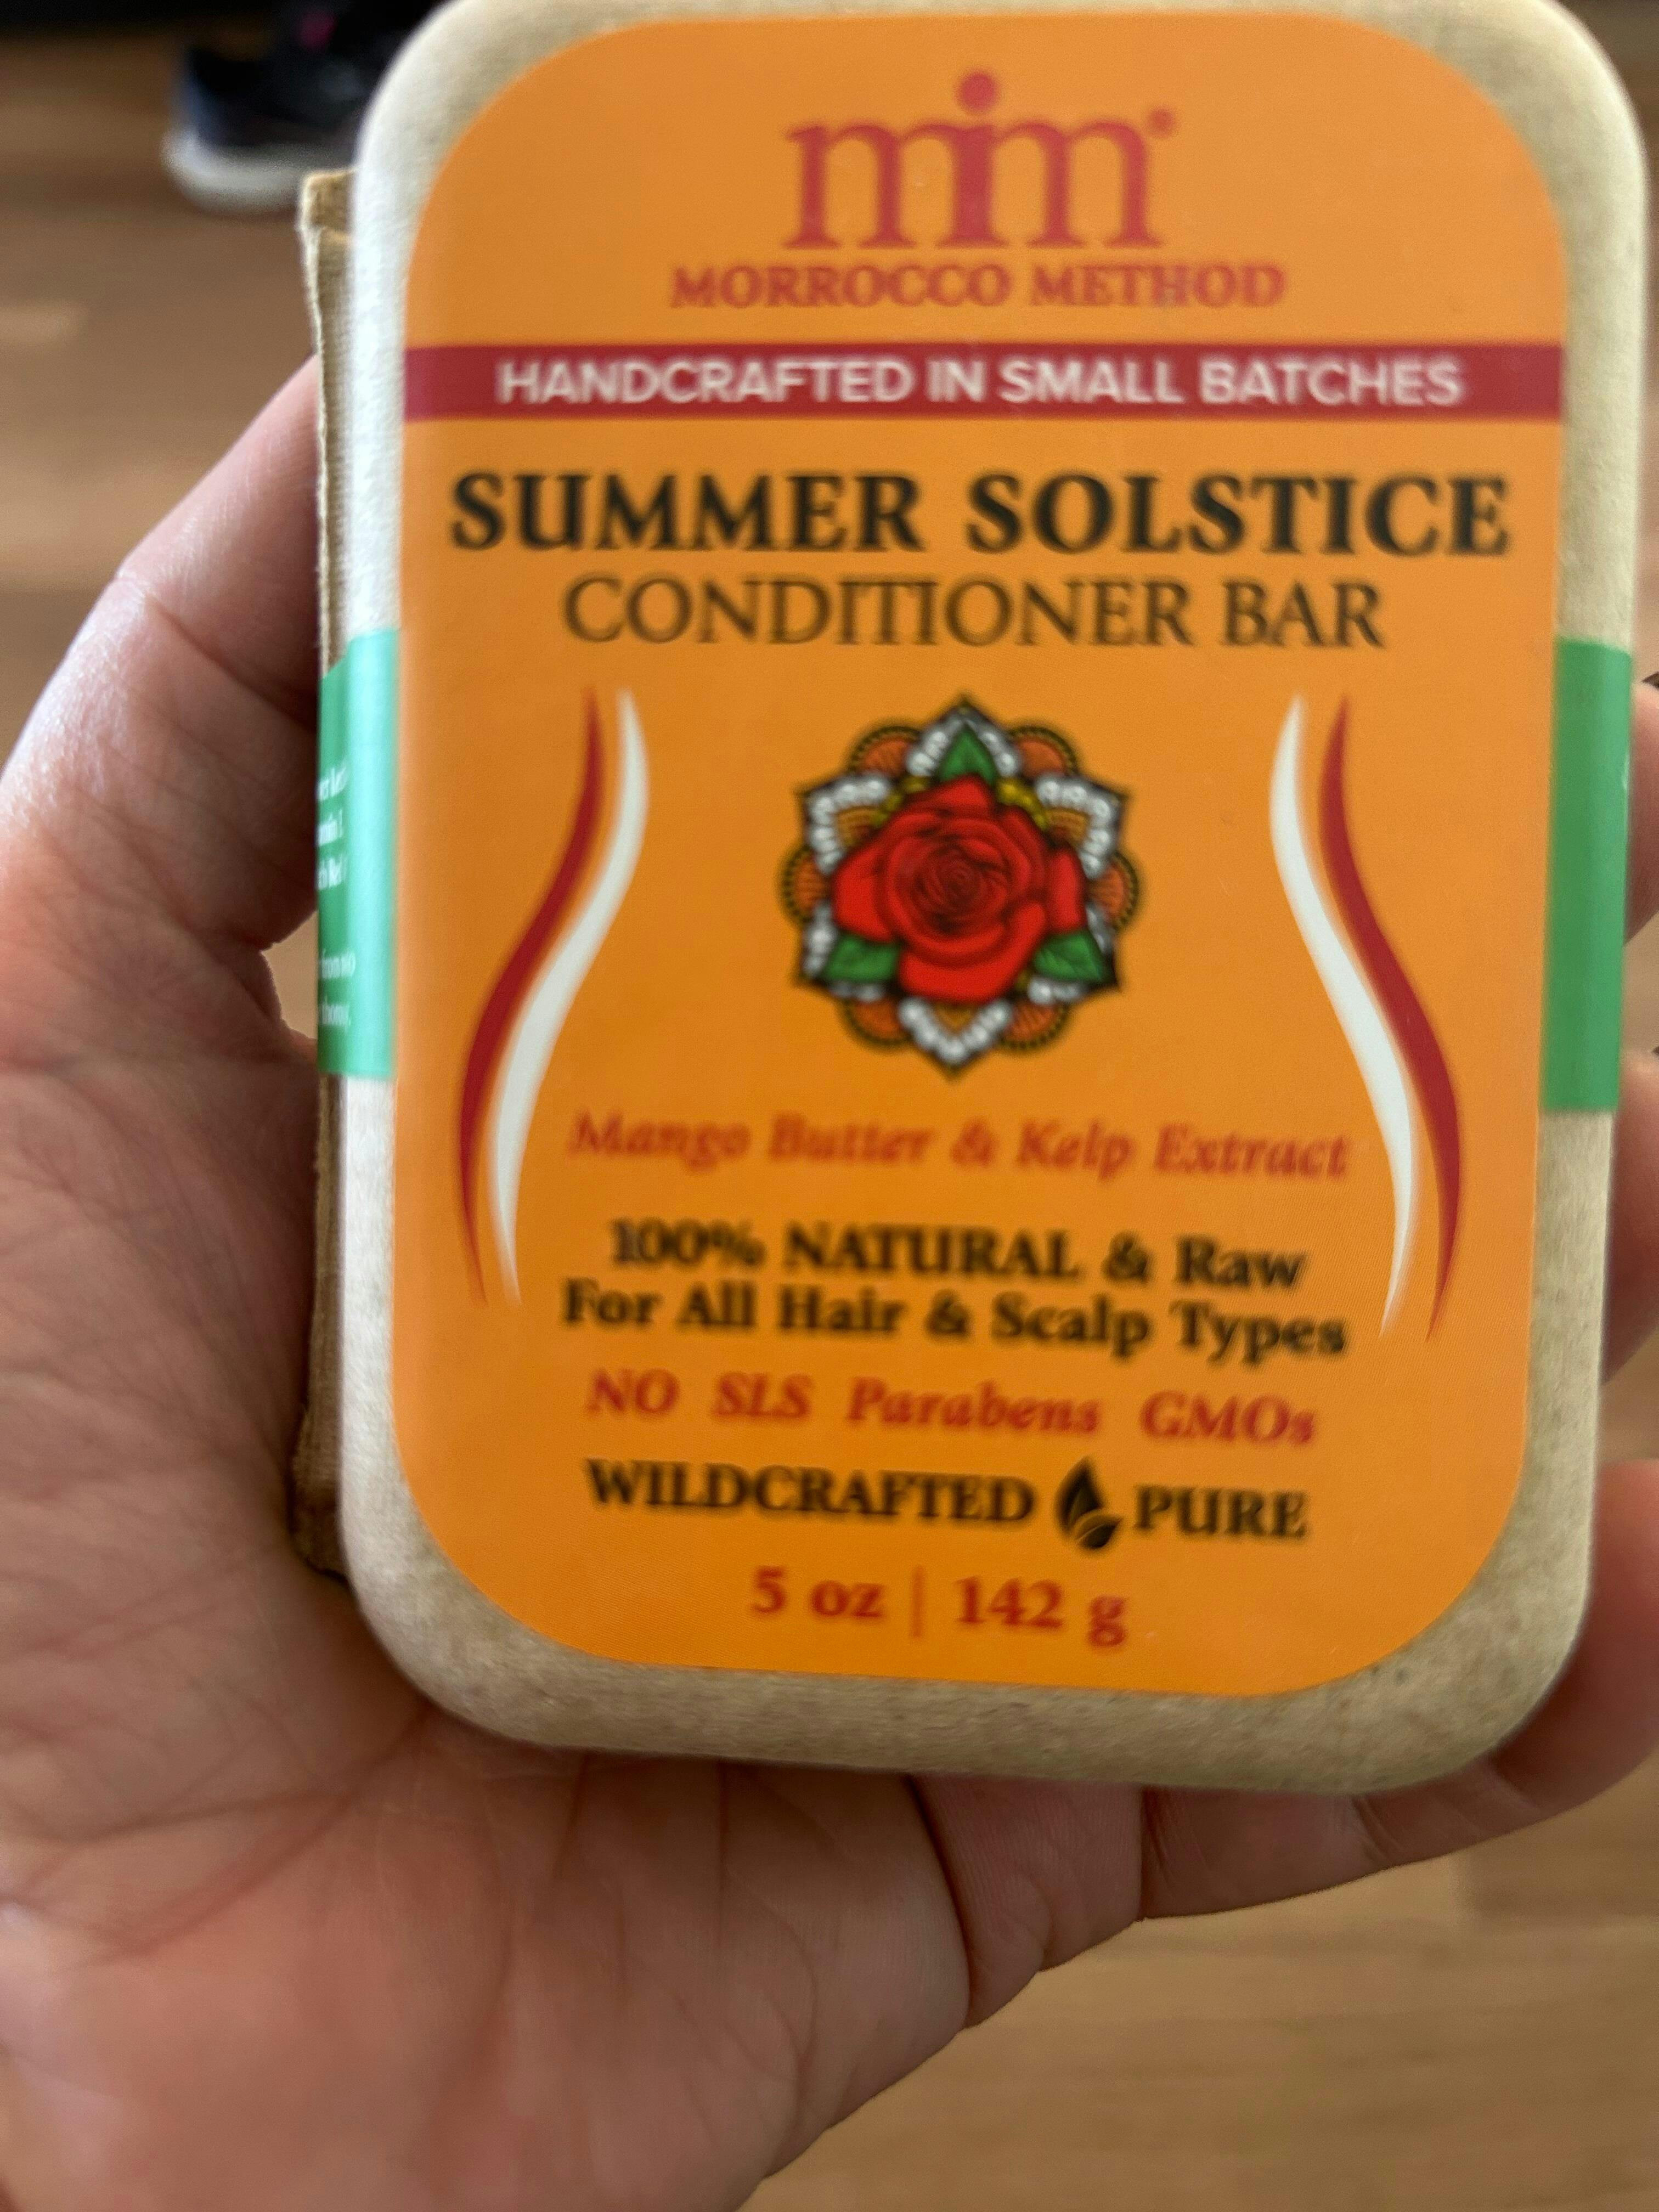 mm®
MORROCCO METHOD
HANDCRAFTED IN SMALL BATCHES
SUMMER SOLSTICE
CONDITIONER BAR
Mango Butter & Kelp Extract
100% NATURAL & Raw
For All Hair & Scalp Types
NO SLS Parabens GMOs
WILDCRAFTED PURE
5 oz | 142 g